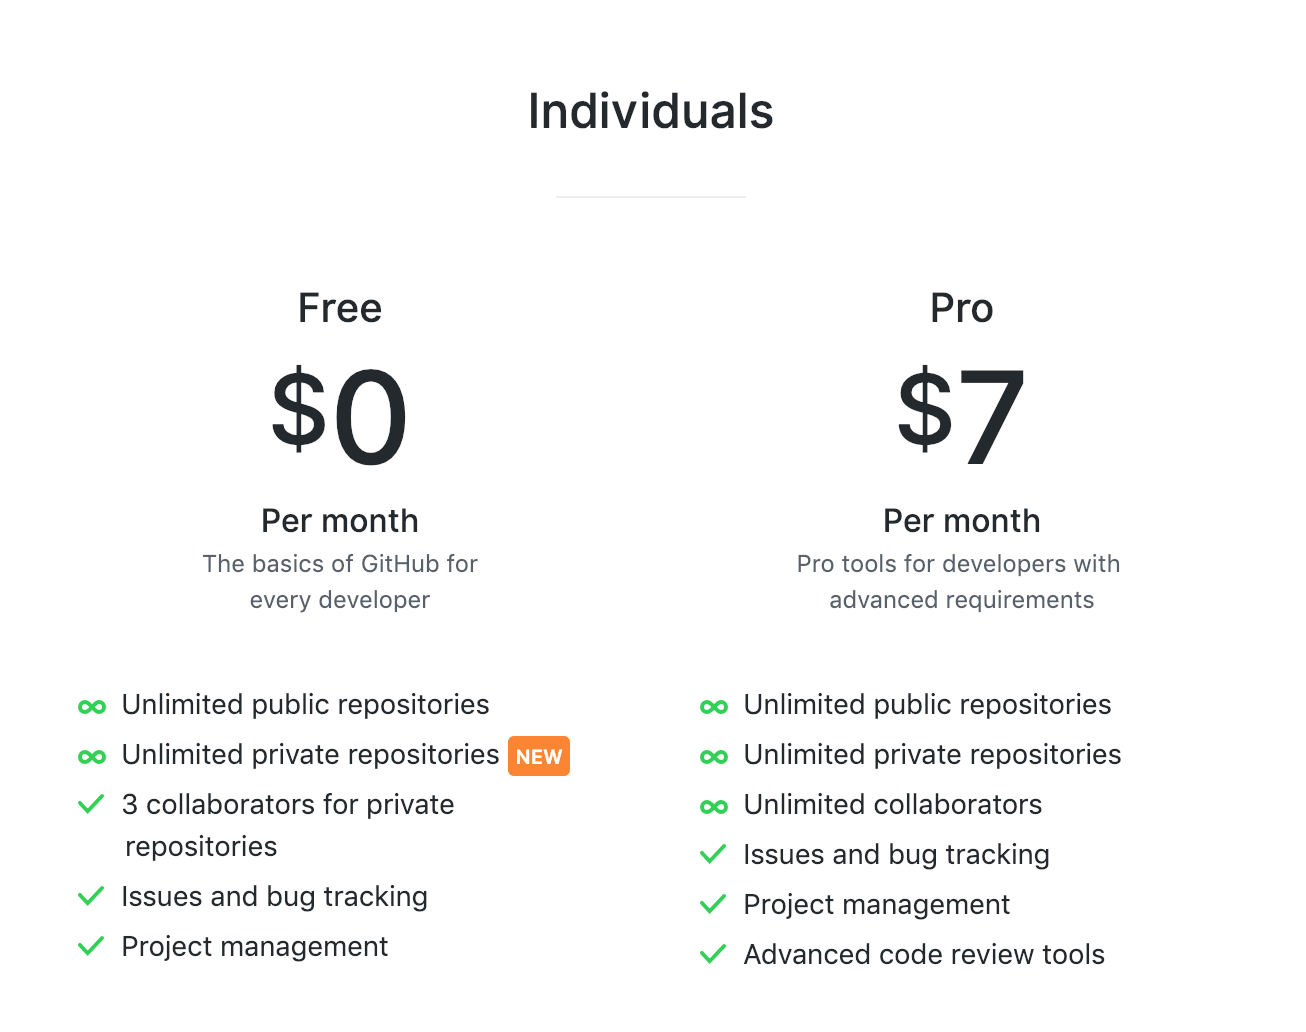 Individuals
Free
$0
Per month
The basics of GitHub for
every developer
Unlimited public repositories
Unlimited private repositories NEW
3 collaborators for private
repositories
Issues and bug tracking
Project management
Pro
$7
Per month
Pro tools for developers with
advanced requirements
Unlimited public repositories
Unlimited private repositories
Unlimited collaborators
Issues and bug tracking
Project management
Advanced code review tools